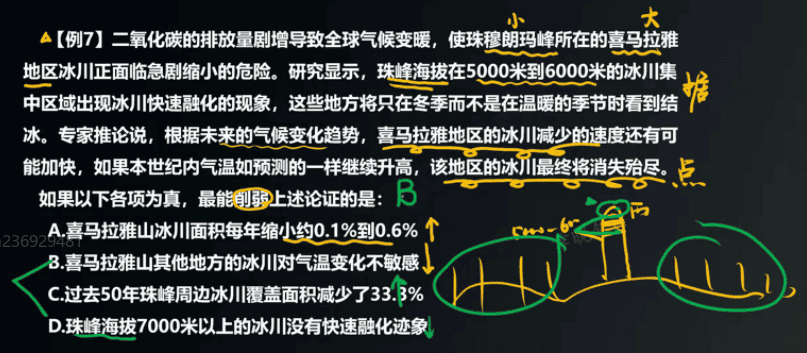 小 大
【例7】二氧化碳的排放量剧增导致全球气候变暖，使珠穆朗玛峰所在的喜马拉雅
地区冰川正面临急剧缩小的危险。研究显示，珠峰海拔在5000米到6000米的冰川集
中区域出现冰川快速融化的现象，这些地方将只在冬季而不是在温暖的季节时看到结
据
冰。专家推论说，根据未来的气候变化趋势，喜马拉雅地区的冰川减少的速度还有可
能加快，如果本世纪内气温如预测的一样继续升高，该地区的冰川最终将消失殆尽。
点
如果以下各项为真，最能削弱上述论证的是：
B
A.喜马拉雅山冰川面积每年缩小约0.1%到0.6%
B.喜马拉雅山其他地方的冰川对气温变化不敏感
C.过去50年珠峰周边冰川覆盖面积减少了33.3%
D.珠峰海拔7000米以上的冰川没有快速融化迹象